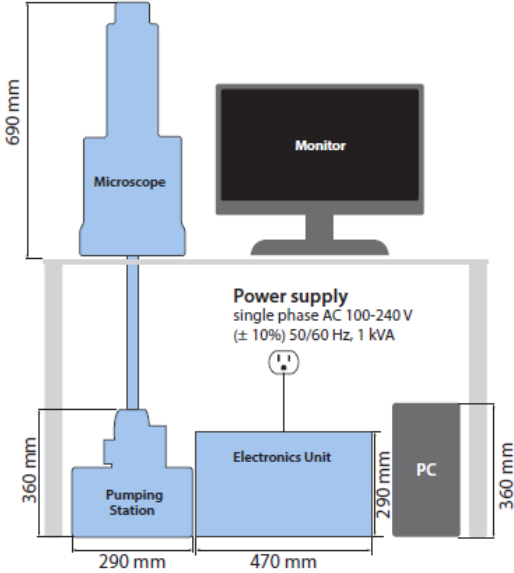 690 mm
Microscope
Monitor
Power supply
single phase AC 100-240 V
(± 10%) 50/60 Hz, 1 kVA
360 mm
Pumping
Station
Electronics Unit
290 mm
PC
360 mm
290 mm
470 mm